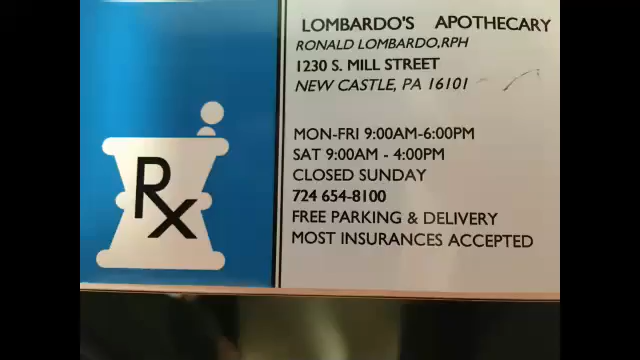 LOMBARDO'S APOTHECARY
RONALD LOMBARDO,RPH
1230 S. MILL STREET
NEW CASTLE, PA 16101
MON-FRI 9:00AM-6:00PM
SAT 9:00AM - 4:00PM
CLOSED SUNDAY
724 654-8100
FREE PARKING & DELIVERY
MOST INSURANCES ACCEPTED
Rx